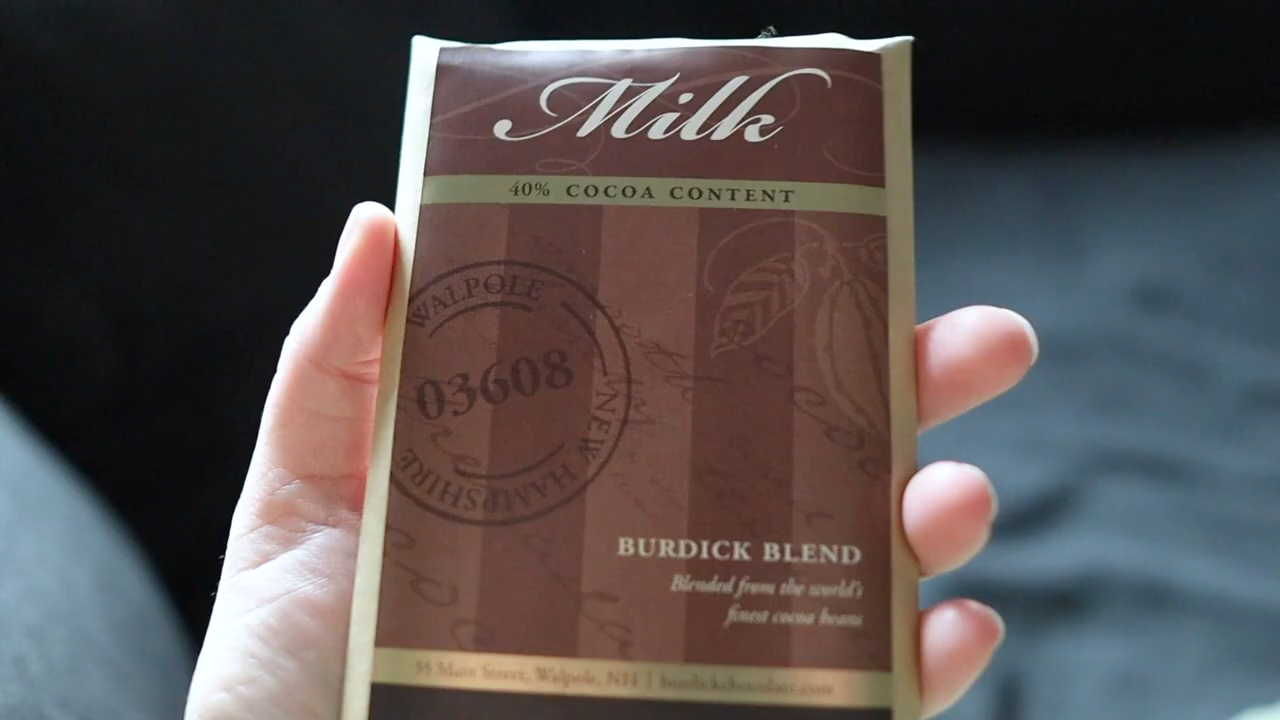 Milk
40% COCOA CONTENT
WALPOLE
03608
NEW HAMPSHIRE
BURDICK BLEND
Blended from the world's
finest cocoa beans
Main Street, Walpole, NH | burdickchocolate.com